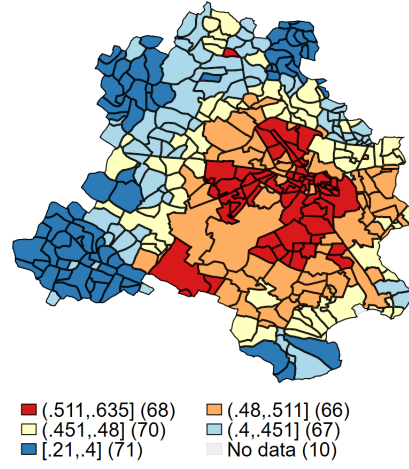 (.511,.635] (68) (.48,.511] (66)
(.451,.48] (70) (.4,.451] (67)
[.21,.4] (71) No data (10)